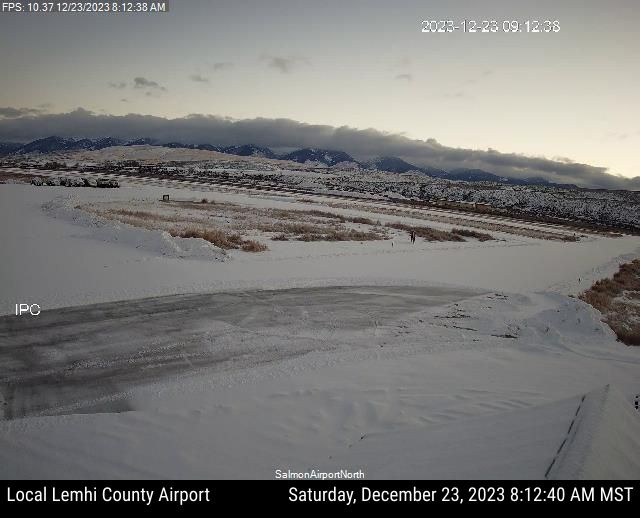 FPS: 10.37 12/23/2023 8:12:38 AM
2023-12-23 09:12:38
IPC
SalmonAirportNorth
Local Lemhi County Airport Saturday, December 23, 2023 8:12:40 AM MST